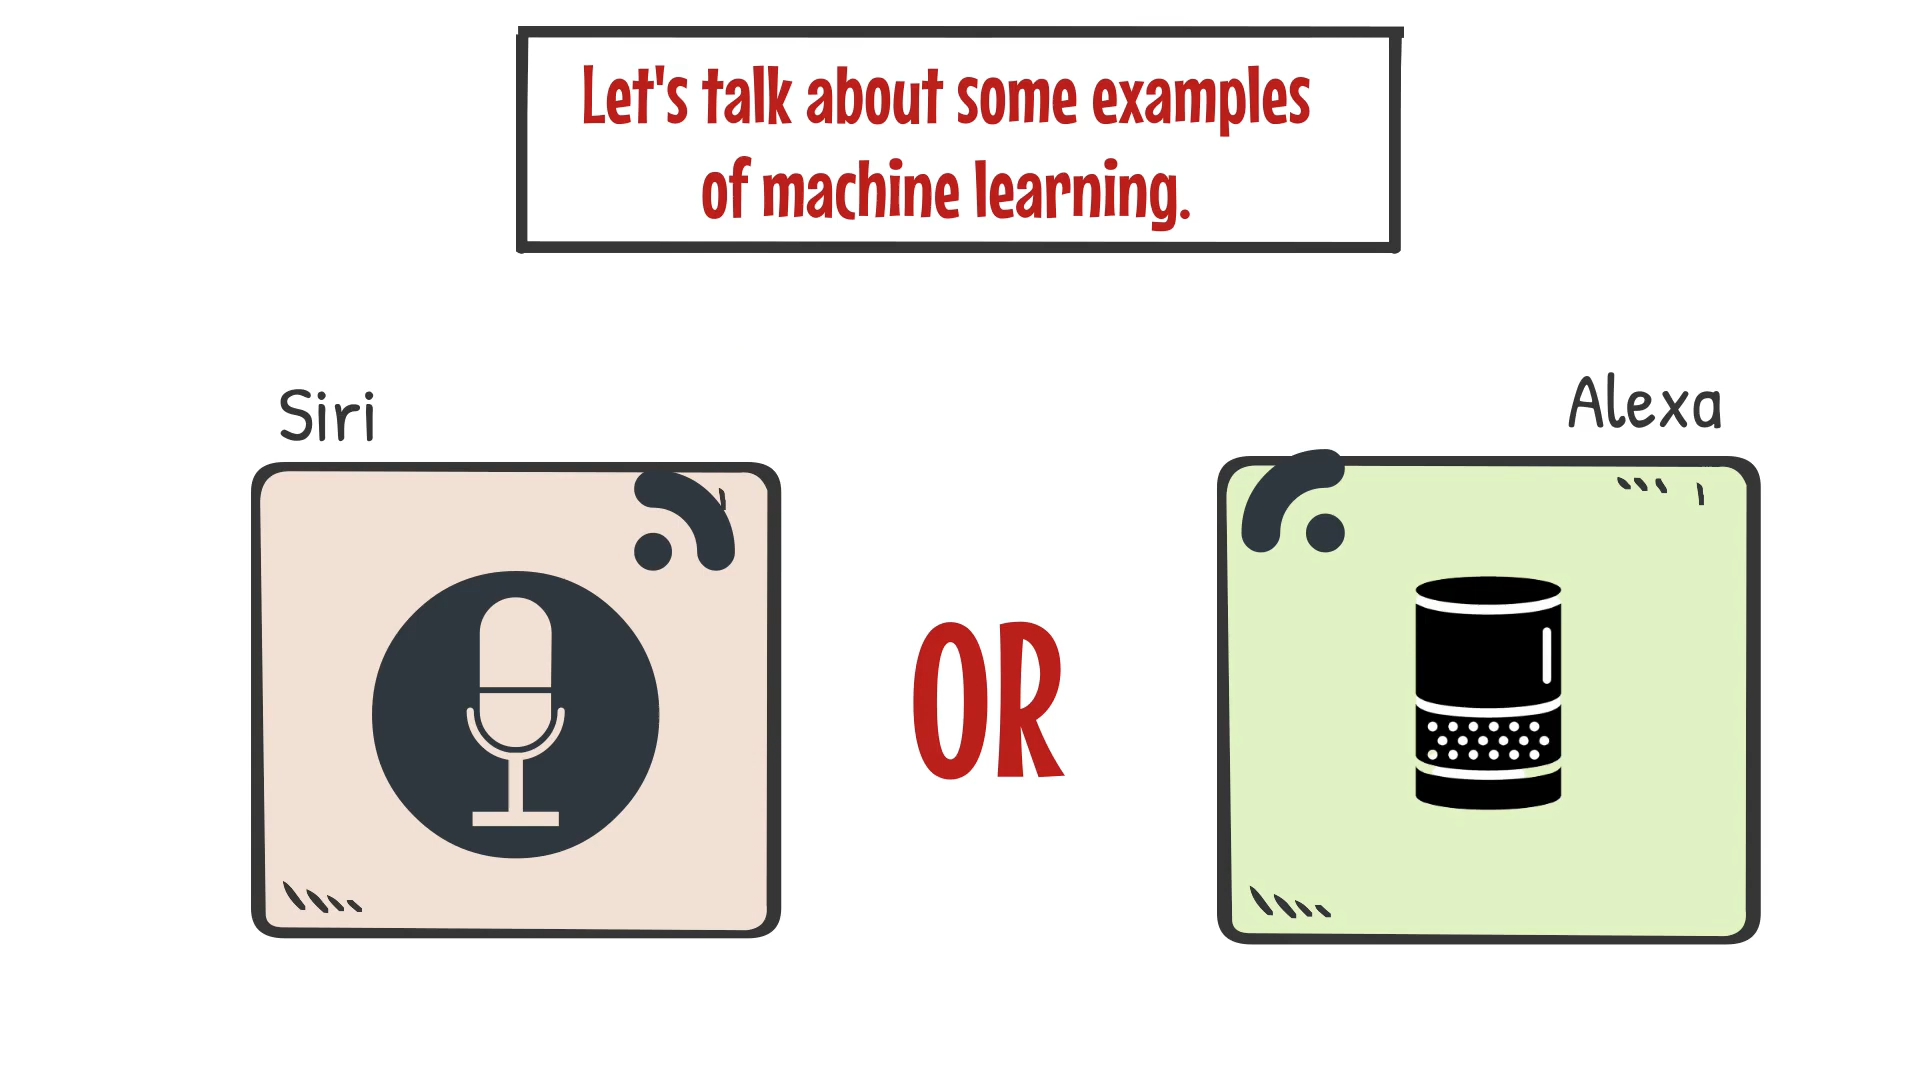 Let's talk about some examples
of machine learning.
Siri
Alexa
OR